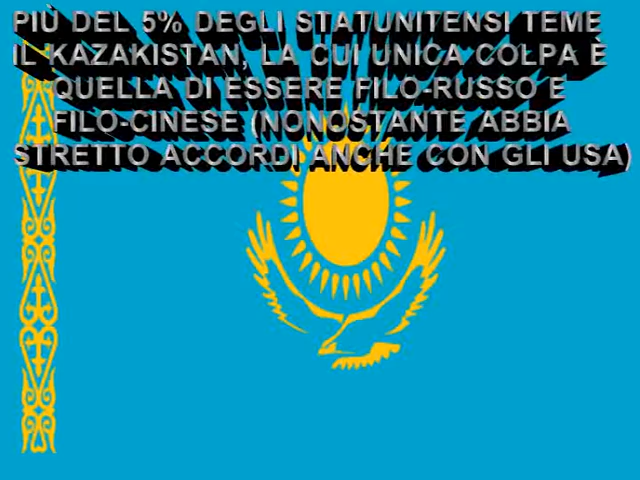 PIÙ DEL 5% DEGLI STATUNITENSI TEME
IL KAZAKISTAN, LA CUI UNICA COLPA È
QUELLA DI ESSERE FILO-RUSSO E
FILO-CINESE (NONOSTANTE ABBIA
STRETTO ACCORDI ANCHE CON GLI USA)